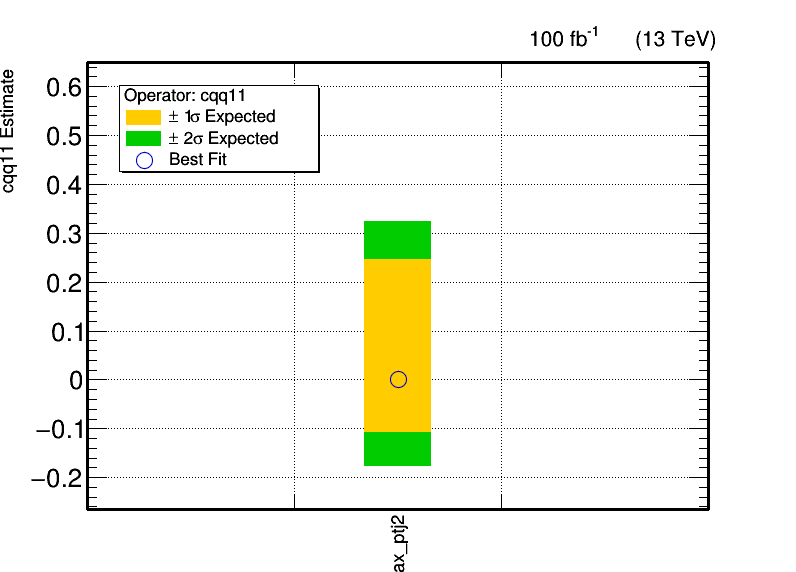 100 fb-1 (13 TeV)
cqq11 Estimate
0.6
0.5
0.4
0.3
0.2
0.1
0
−0.1
−0.2
Operator: cqq11
± 1σ Expected
± 2σ Expected
Best Fit
ax_ptj2